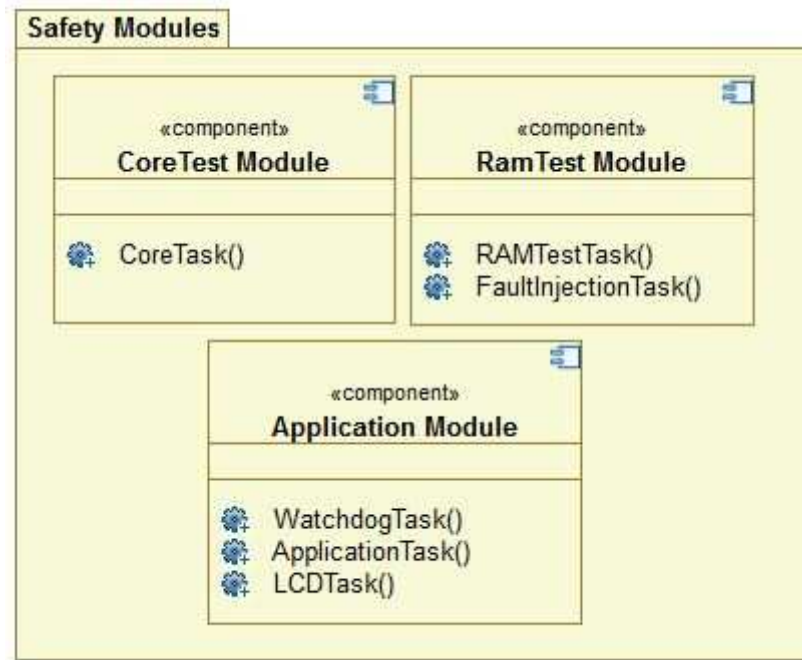 Safety Modules
«component»
CoreTest Module
CoreTask()
«component»
RamTest Module
RAMTestTask()
FaultInjectionTask()
«component»
Application Module
WatchdogTask()
ApplicationTask()
LCDTask()